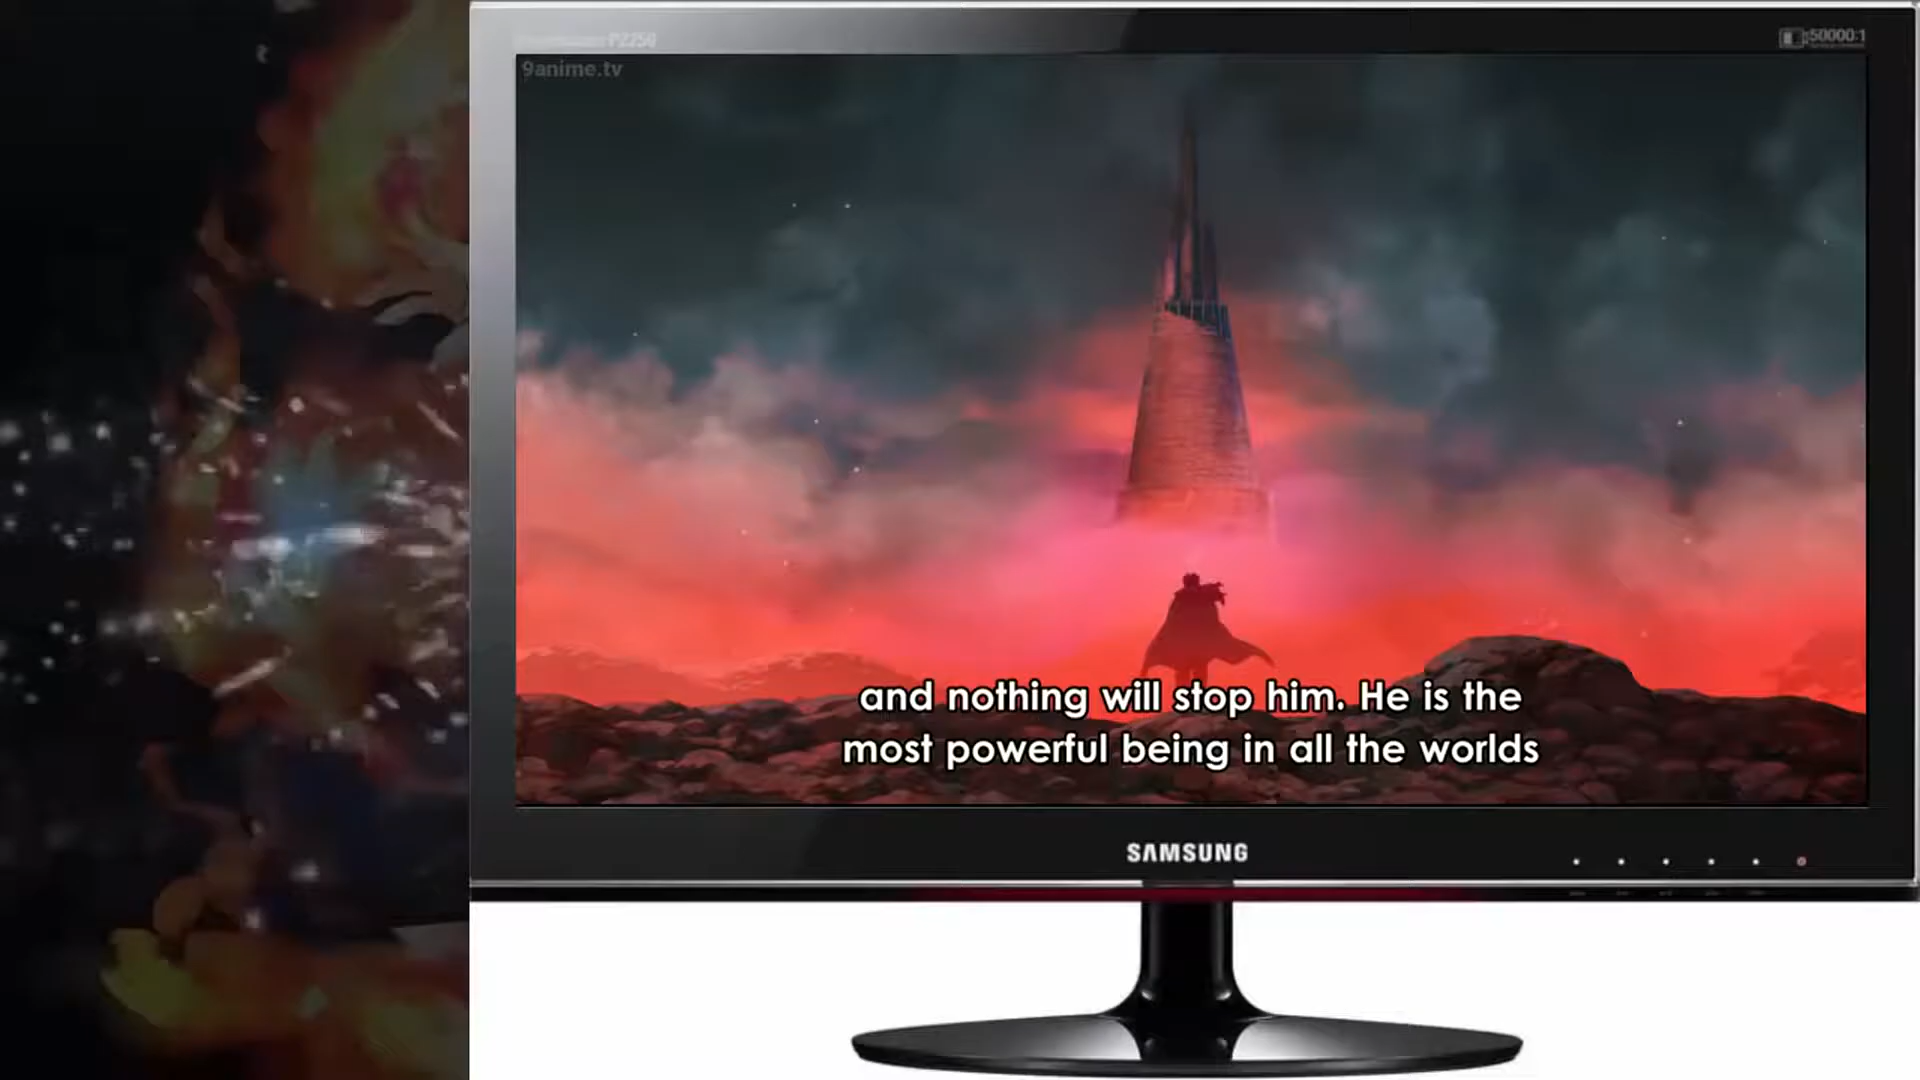 P2250
50000:1
9anime.tv
and nothing will stop him. He is the
most powerful being in all the worlds
SAMSUNG